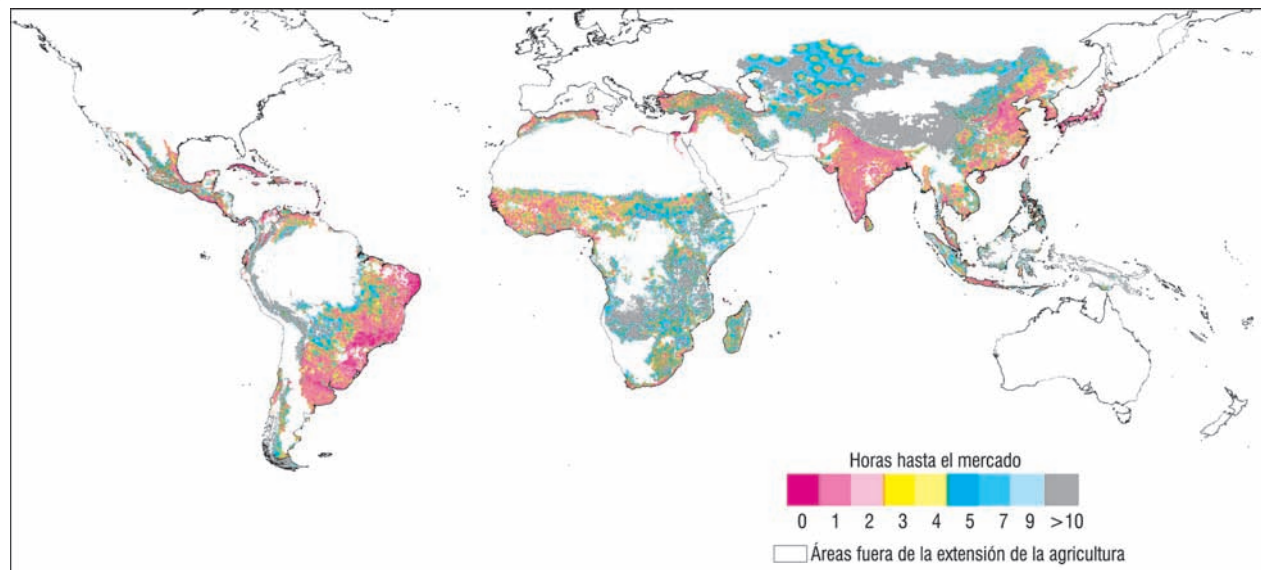 Horas hasta el mercado
0 1 2 3 4 5 7 9 >10
Áreas fuera de la extensión de la agricultura